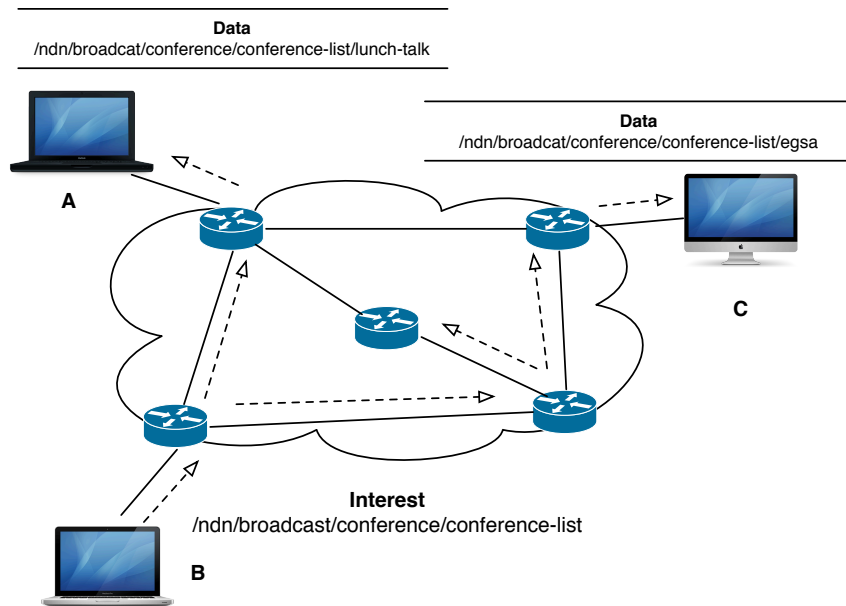 Data
/ndn/broadcat/conference/conference-list/lunch-talk
Data
/ndn/broadcat/conference/conference-list/egsa
A
C
Interest
/ndn/broadcast/conference/conference-list
B